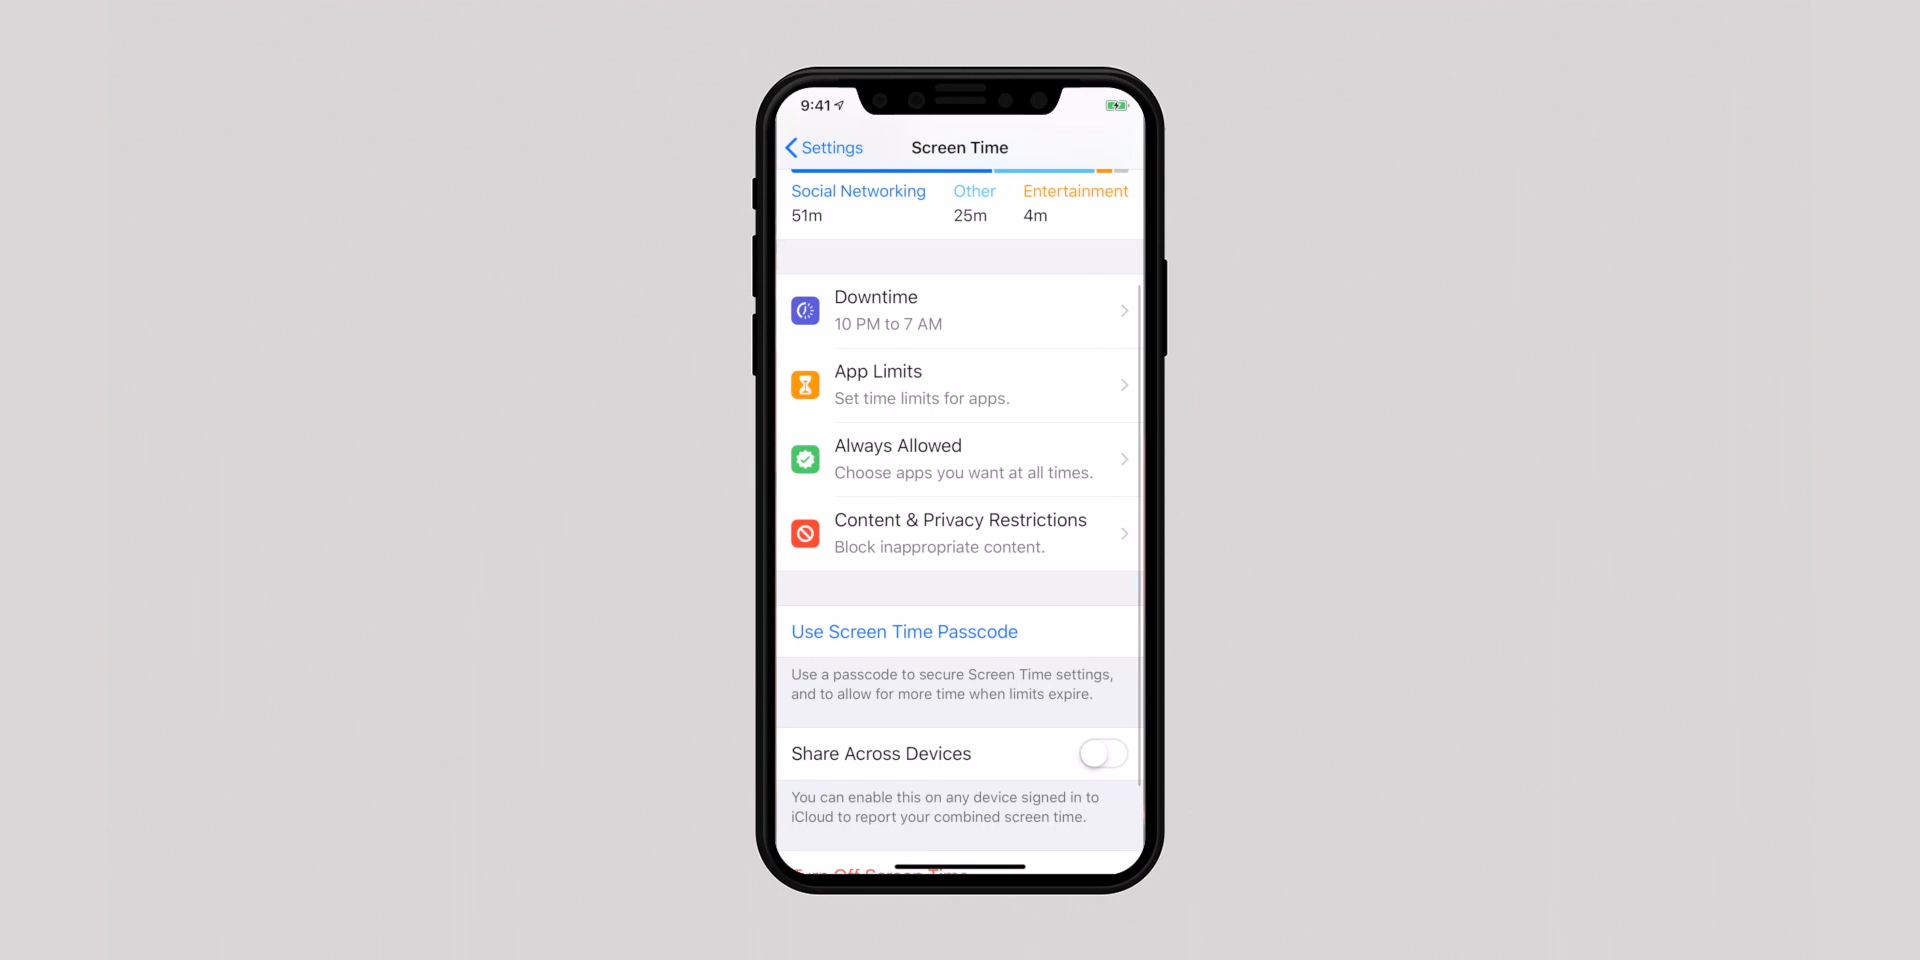 9:41
Settings
Screen Time
Social Networking Other Entertainment
51m 25m 4m
Downtime
10 PM to 7 AM
App Limits
Set time limits for apps.
Always Allowed
Choose apps you want at all times.
Content & Privacy Restrictions
Block inappropriate content.
Use Screen Time Passcode
Use a passcode to secure Screen Time settings,
and to allow for more time when limits expire.
Share Across Devices
You can enable this on any device signed in to
iCloud to report your combined screen time.
Turn Off Screen Time